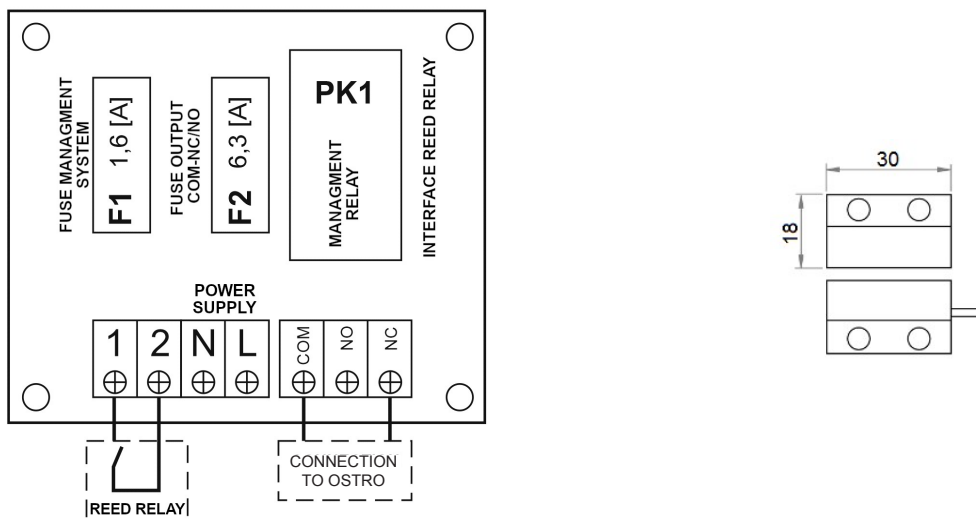 FUSE MANAGMENT
SYSTEM
F1 1,6 [A]
FUSE OUTPUT
COM-NC/NO
F2 6,3 [A]
PK1
MANAGMENT
RELAY
INTERFACE REED RELAY
POWER
SUPPLY
1 2 N L
COM NO NC
REED RELAY
CONNECTION
TO OSTRO
30
18